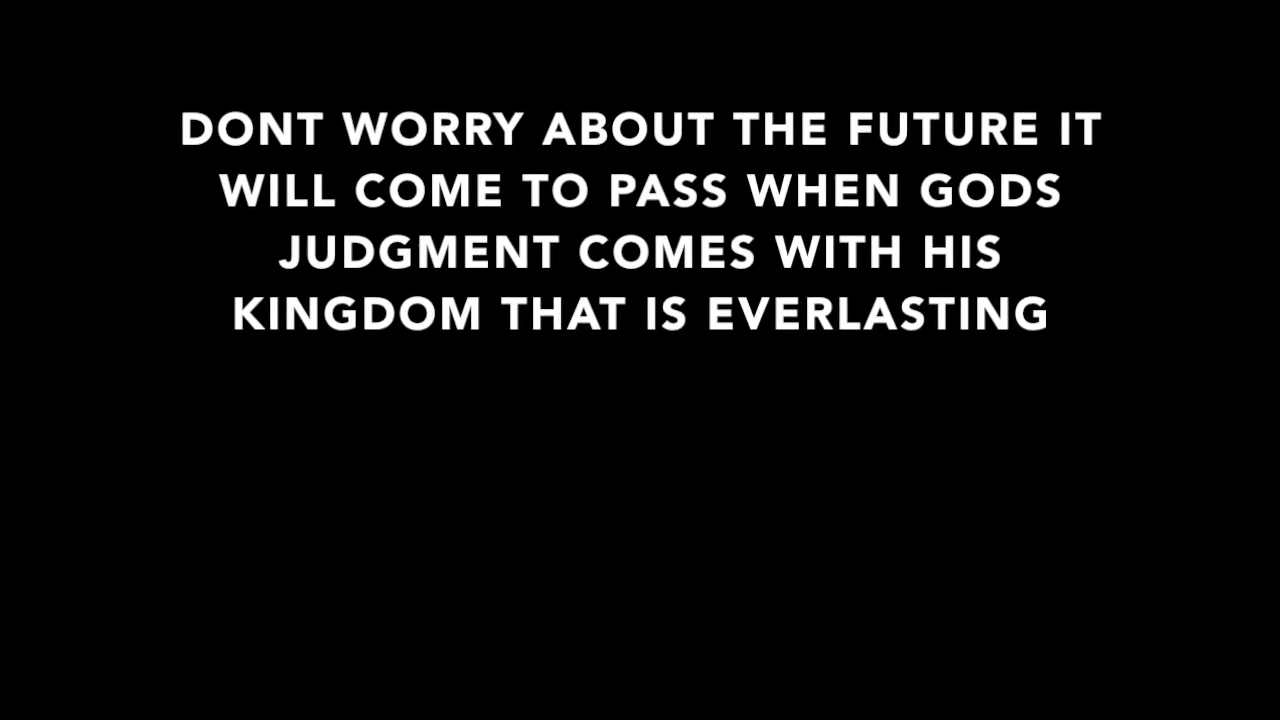 DONT WORRY ABOUT THE FUTURE IT
WILL COME TO PASS WHEN GODS
JUDGMENT COMES WITH HIS
KINGDOM THAT IS EVERLASTING